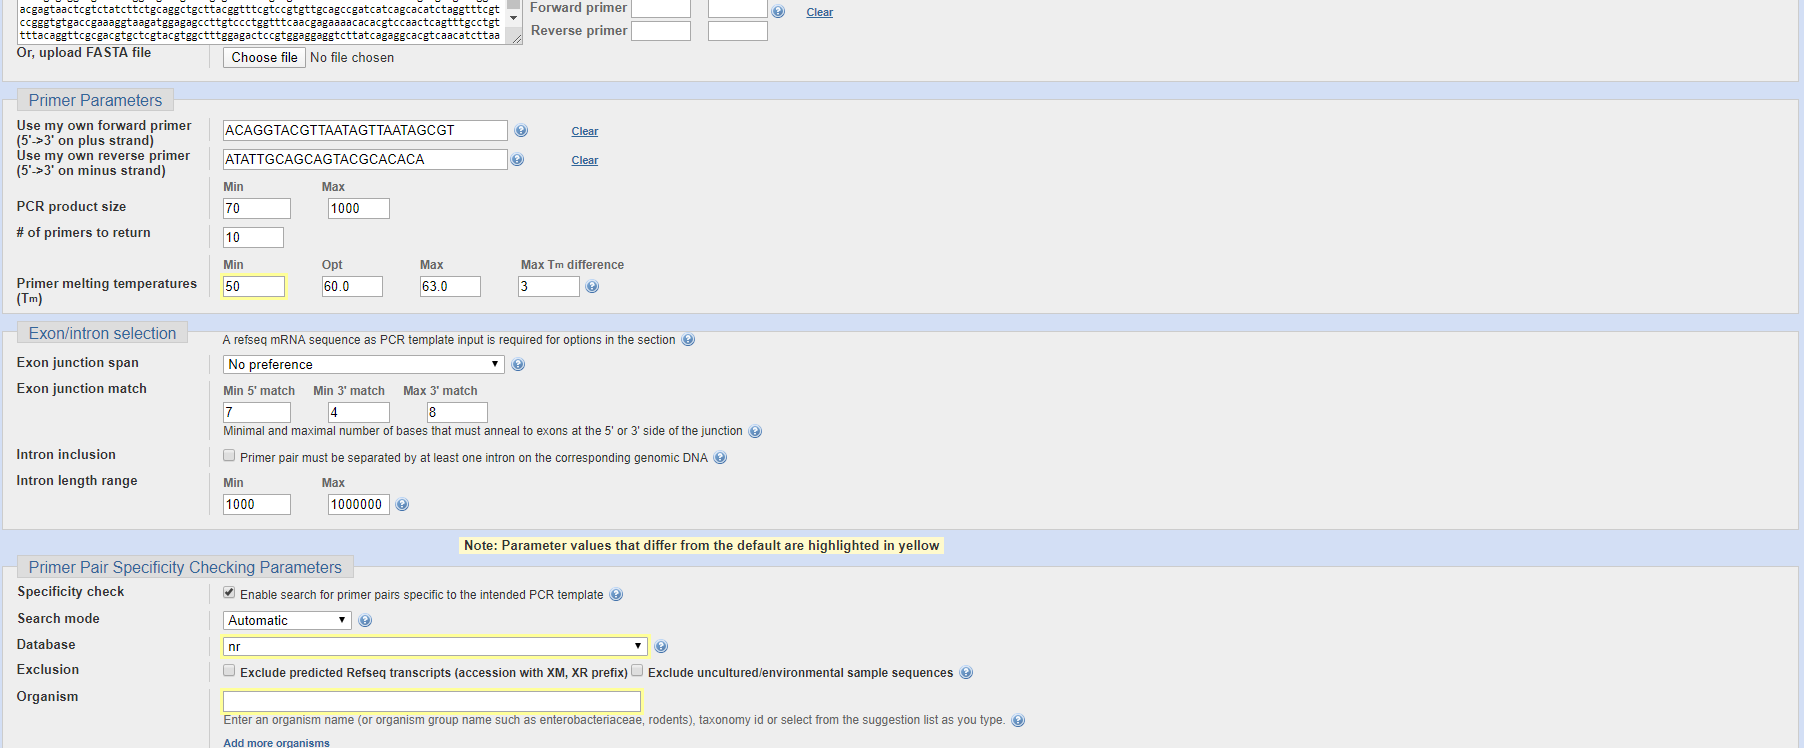 acgagtaactcgtctatcttctgcaggctgcttacggtttcgtccgtgttgcagccgatcatcagcacatctaggtttcgt
ccgggtgtgaccgaaaggtaagatggagagccttgtccctggtttcaacgagaaaacacacgtccaactcagtttgcctgt
tttacaggttcgcgacgtgctcgtacgtggctttggagactccgtggaggaggtcttatcagaggcacgtcaacatcttaa
Forward primer
Clear
Reverse primer
Or, upload FASTA file
Choose file No file chosen
Primer Parameters
Use my own forward primer
(5'->3' on plus strand)
ACAGGTACGTTAATAGTTAATAGCGT
Clear
Use my own reverse primer
(5'->3' on minus strand)
ATATTGCAGCAGTACGCACACA
Clear
Min Max
PCR product size 70 1000
# of primers to return 10
Min Opt Max Max Tm difference
Primer melting temperatures
(Tm)
50 60.0 63.0 3
Exon/intron selection
A refseq mRNA sequence as PCR template input is required for options in the section
Exon junction span No preference
Exon junction match
Min 5' match Min 3' match Max 3' match
7 4 8
Minimal and maximal number of bases that must anneal to exons at the 5' or 3' side of the junction
Intron inclusion Primer pair must be separated by at least one intron on the corresponding genomic DNA
Intron length range
Min Max
1000 1000000
Note: Parameter values that differ from the default are highlighted in yellow
Primer Pair Specificity Checking Parameters
Specificity check Enable search for primer pairs specific to the intended PCR template
Search mode Automatic
Database nr
Exclusion Exclude predicted Refseq transcripts (accession with XM, XR prefix) Exclude uncultured/environmental sample sequences
Organism
Enter an organism name (or organism group name such as enterobacteriaceae, rodents), taxonomy id or select from the suggestion list as you type.
Add more organisms